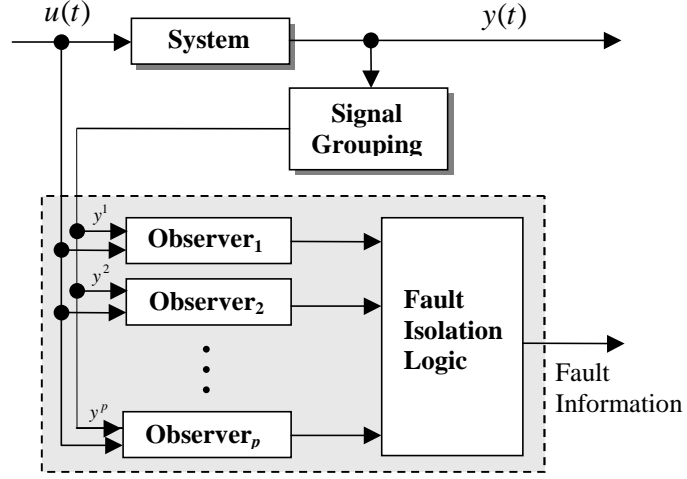 u(t)
y(t)
System
Signal
Grouping
y¹
Observer₁
y²
Observer₂
Fault
Isolation
Logic
Fault
Information
yᵖ
Observerₚ